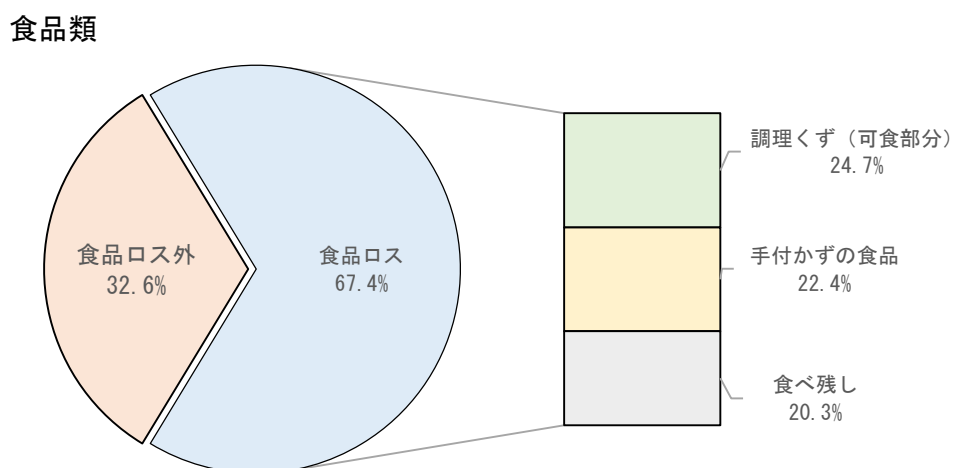 食品類
食品ロス外
32.6%
食品ロス
67.4%
調理くず（可食部分）
24.7%
手付かずの食品
22.4%
食べ残し
20.3%